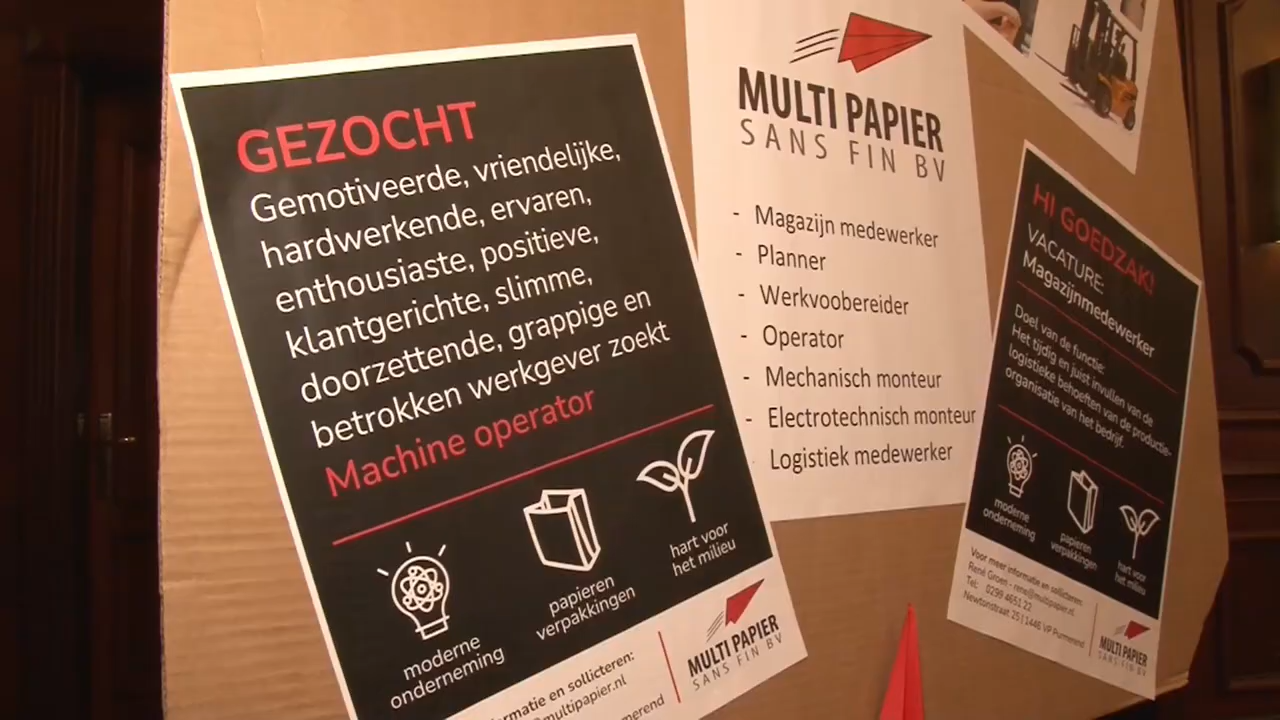 GEZOCHT
Gemotiveerde, vriendelijke,
hardwerkende, ervaren,
enthousiaste, positieve,
klantgerichte, slimme,
doorzettende, grappige en
betrokken werkgever zoekt
Machine operator
moderne
onderneming
papieren
verpakkingen
hart voor
het milieu
rmatie en solliciteren:
@multipapier.nl
merend
MULTI PAPIER
SANS FIN BV
MULTI PAPIER
SANS FIN BV
- Magazijn medewerker
- Planner
- Werkvoobereider
- Operator
- Mechanisch monteur
- Electrotechnisch monteur
Logistiek medewerker
HI GOEDZAK!
VACATURE:
Magazijnmedewerker
Doel van de functie:
Het tijdig en juist invullen van de
logistieke behoeften van de productie-
organisatie van het bedrijf.
moderne
onderneming
papieren
verpakkingen
hart voor
het milieu
Voor meer informatie en solliciteren:
René Groen - rene@multipapier.nl
Tel: 0299 4651 22
Newtonstraat 25 | 1446 VP Purmerend
MULTI PAPIER
SANS FIN BV